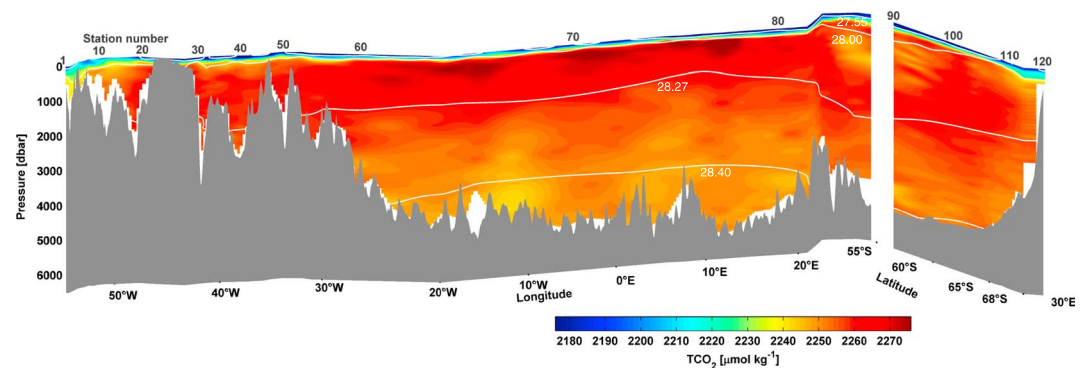 Station number
1 10 20 30 40 50 60 70 80 90 100 110 120
27.55
28.00
28.27
28.40
Pressure [dbar]
0
1000
2000
3000
4000
5000
6000
50°W 40°W 30°W 20°W 10°W 0°E 10°E 20°E 55°S 60°S 65°S 68°S 30°E
Longitude
Latitude
2180 2190 2200 2210 2220 2230 2240 2250 2260 2270
TCO₂ [μmol kg⁻¹]